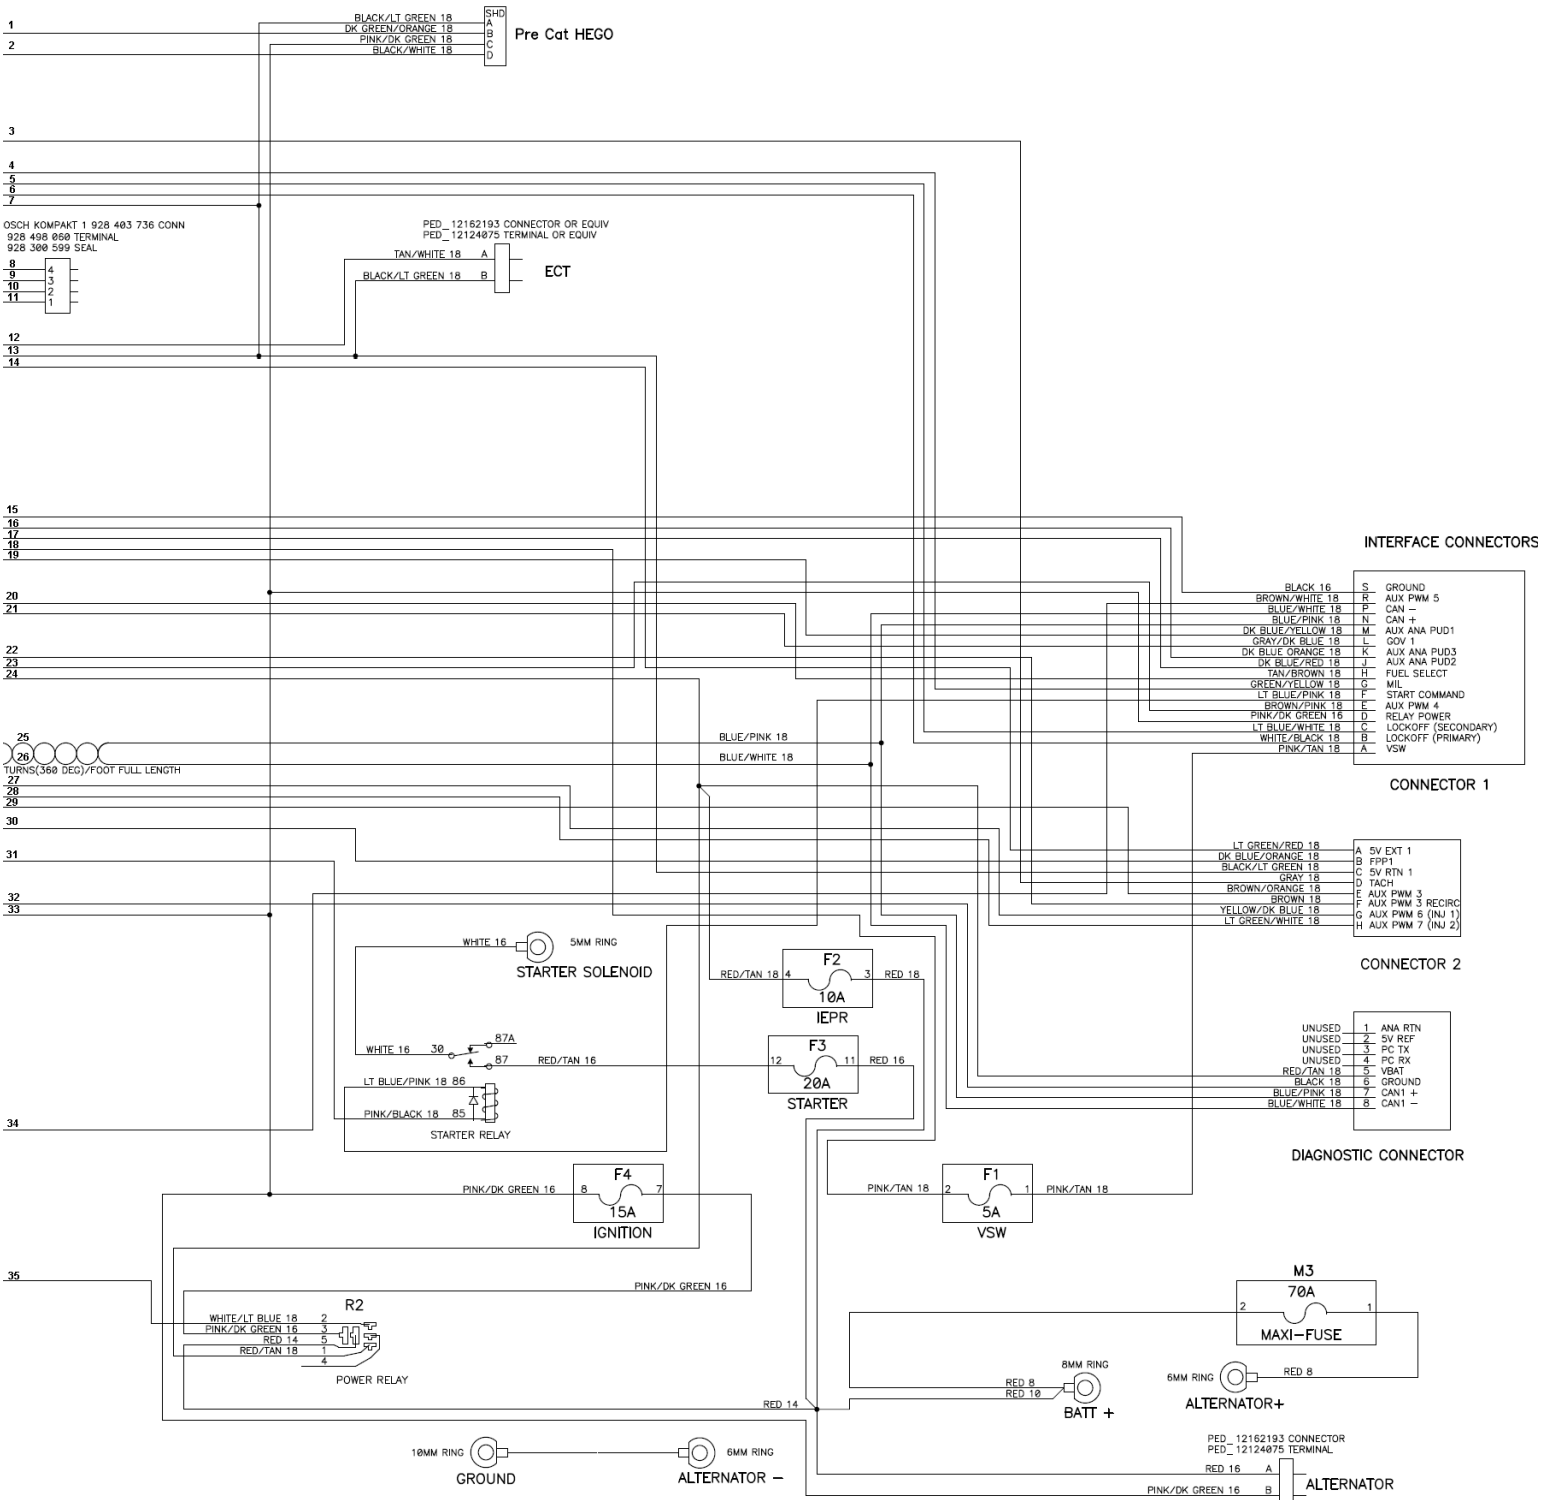 BLACK/LT GREEN 18
DK GREEN/ORANGE 18
PINK/DK GREEN 18
BLACK/WHITE 18
SHD
A
B
C
D
Pre Cat HEGO
1
2
3
4
5
6
7
OSCH KOMPAKT 1 928 403 736 CONN
928 498 060 TERMINAL
928 300 599 SEAL
8
9
10
11
4
3
2
1
PED_ 12162193 CONNECTOR OR EQUIV
PED_ 12124075 TERMINAL OR EQUIV
TAN/WHITE 18 A
BLACK/LT GREEN 18 B
ECT
12
13
14
15
16
17
18
19
20
21
22
23
24
25
26
TURNS(360 DEG)/FOOT FULL LENGTH
27
28
29
30
31
32
33
34
35
BLUE/PINK 18
BLUE/WHITE 18
INTERFACE CONNECTORS
BLACK 16 S GROUND
BROWN/WHITE 18 R AUX PWM 5
BLUE/WHITE 18 P CAN -
BLUE/PINK 18 N CAN +
DK BLUE/YELLOW 18 M AUX ANA PUD1
GRAY/DK BLUE 18 L GOV 1
DK BLUE ORANGE 18 K AUX ANA PUD3
DK BLUE/RED 18 J AUX ANA PUD2
TAN/BROWN 18 H FUEL SELECT
GREEN/YELLOW 18 G MIL
LT BLUE/PINK 18 F START COMMAND
BROWN/PINK 18 E AUX PWM 4
PINK/DK GREEN 16 D RELAY POWER
LT BLUE/WHITE 18 C LOCKOFF (SECONDARY)
WHITE/BLACK 18 B LOCKOFF (PRIMARY)
PINK/TAN 18 A VSW
CONNECTOR 1
LT GREEN/RED 18 A 5V EXT 1
DK BLUE/ORANGE 18 B FPP1
BLACK/LT GREEN 18 C 5V RTN 1
GRAY 18 D TACH
BROWN/ORANGE 18 E AUX PWM 3
BROWN 18 F AUX PWM 3 RECIRC
YELLOW/DK BLUE 18 G AUX PWM 6 (INJ 1)
LT GREEN/WHITE 18 H AUX PWM 7 (INJ 2)
CONNECTOR 2
WHITE 16
5MM RING
STARTER SOLENOID
RED/TAN 18 4
F2
10A
3 RED 18
IEPR
UNUSED 1 ANA RTN
UNUSED 2 5V REF
UNUSED 3 PC TX
UNUSED 4 PC RX
RED/TAN 18 5 VBAT
BLACK 18 6 GROUND
BLUE/PINK 18 7 CAN1 +
BLUE/WHITE 18 8 CAN1 -
DIAGNOSTIC CONNECTOR
WHITE 16 30
87A
87
RED/TAN 16
12
F3
20A
11 RED 16
STARTER
LT BLUE/PINK 18 86
PINK/BLACK 18 85
STARTER RELAY
PINK/DK GREEN 16
8
F4
15A
7
IGNITION
PINK/TAN 18 2
F1
5A
1 PINK/TAN 18
VSW
PINK/DK GREEN 16
R2
WHITE/LT BLUE 18 2
PINK/DK GREEN 16 3
RED 14 5
RED/TAN 18 1
4
POWER RELAY
M3
70A
2
1
MAXI-FUSE
8MM RING
RED 8
RED 10
BATT +
6MM RING
RED 8
ALTERNATOR+
RED 14
10MM RING
GROUND
6MM RING
ALTERNATOR -
PED_ 12162193 CONNECTOR
PED_ 12124075 TERMINAL
RED 16 A
PINK/DK GREEN 16 B
ALTERNATOR